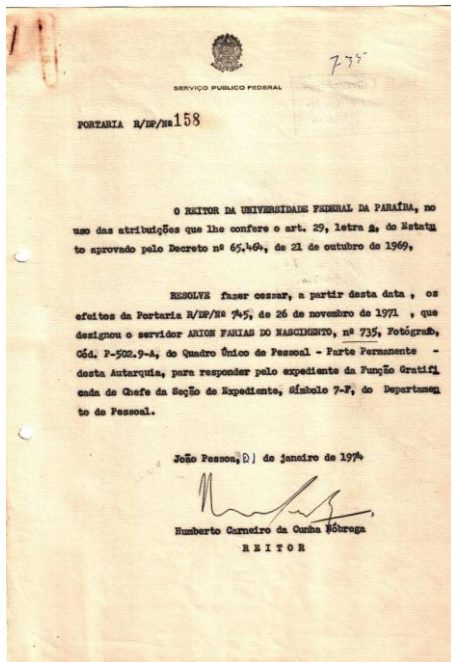 735
SERVIÇO PUBLICO FEDERAL
PORTARIA R/DP/Nº 158
O REITOR DA UNIVERSIDADE FEDERAL DA PARAÍBA, no
uso das atribuições que lhe confere o art. 29, letra n, do Estatu
to aprovado pelo Decreto nº 65.464, de 21 de outubro de 1969,
RESOLVE fazer cessar, a partir desta data , os
efeitos da Portaria R/DP/Nº 745, de 26 de novembro de 1971 , que
designou o servidor ARION FARIAS DO NASCIMENTO, nº 735, Fotógrafo,
Cód. P-502.9-A, do Quadro Único de Pessoal - Parte Permanente -
desta Autarquia, para responder pelo expediente da Função Gratifi
cada de Chefe da Seção de Expediente, Símbolo 7-F, do Departamen
to de Pessoal.
João Pessoa, de janeiro de 1974
Humberto Carneiro da Cunha Nóbrega
R E I T O R